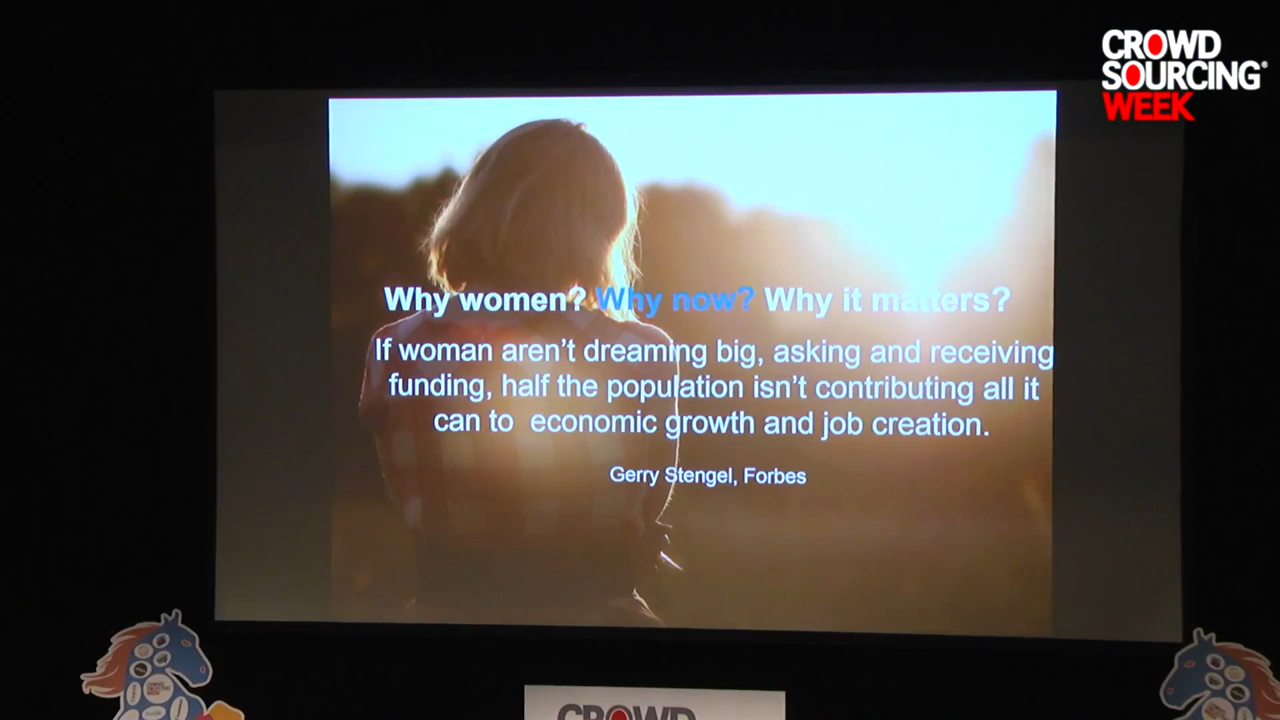 CROWD
SOURCING®
WEEK
Why women? Why now? Why it matters?
If woman aren't dreaming big, asking and receiving
funding, half the population isn't contributing all it
can to economic growth and job creation.
Gerry Stengel, Forbes
CROWD